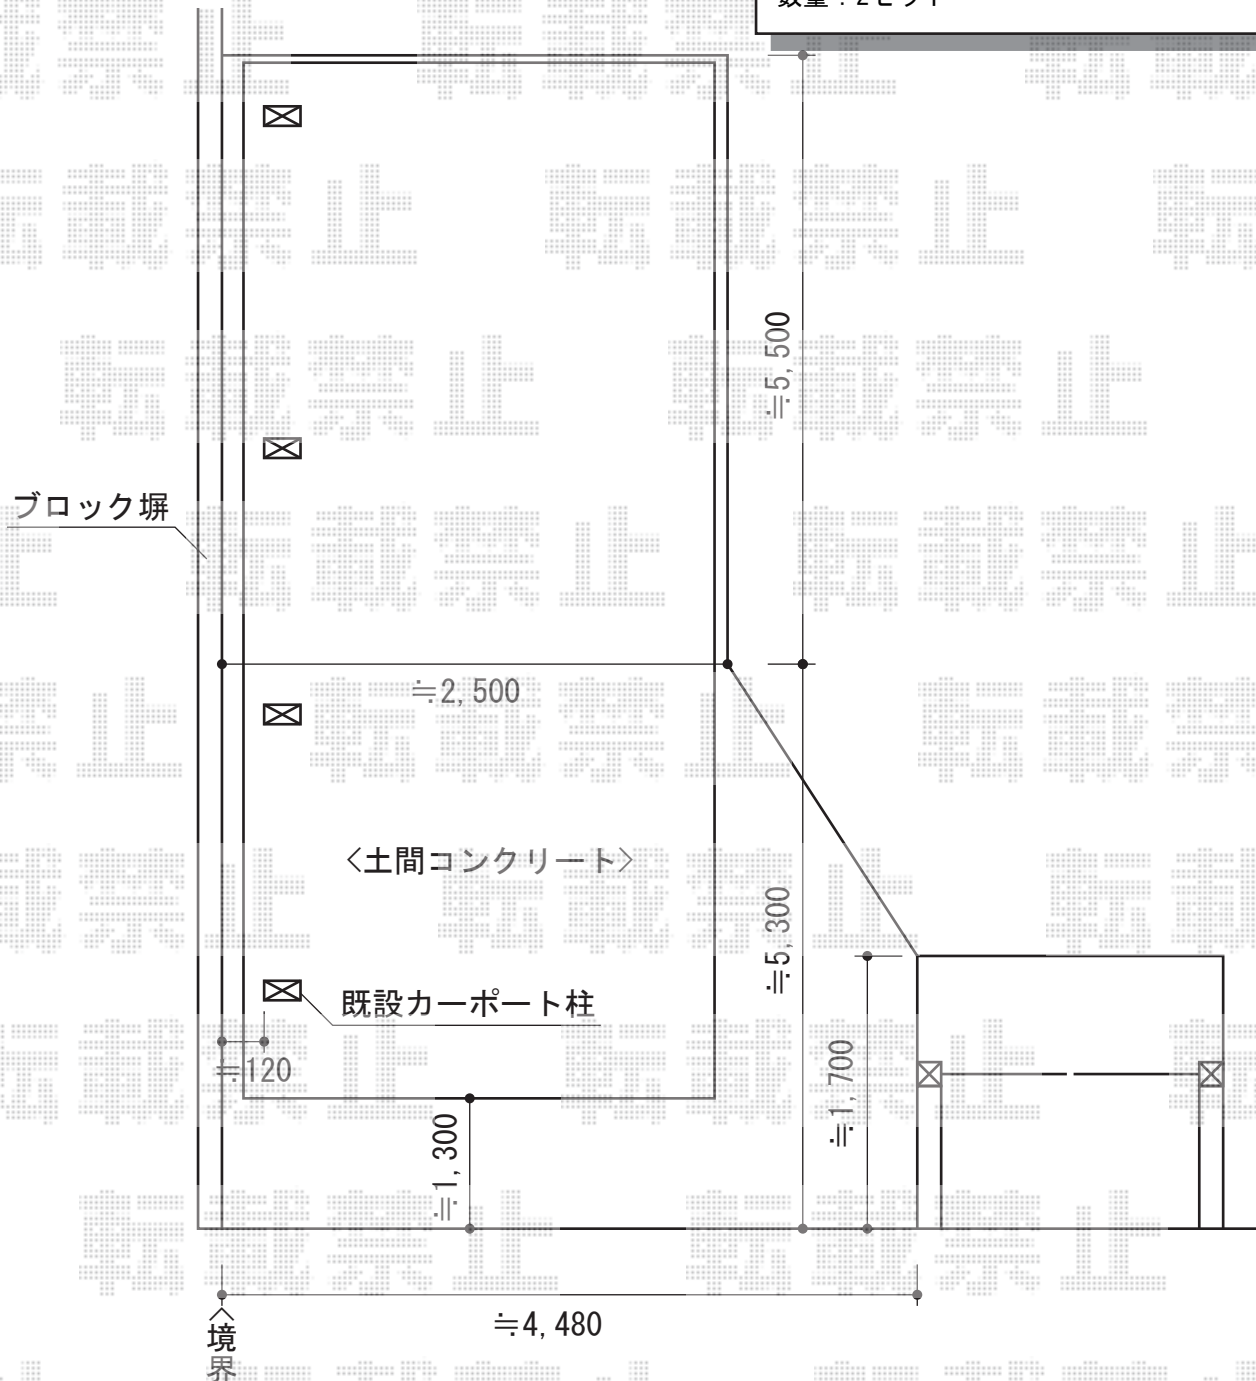 数量：2セット
≒5,500
ブロック塀
≒2,500
〈土間コンクリート〉
≒5,300
既設カーポート柱
≒120
≒1,700
≒1,300
≒4,480
〈境界
転載禁止